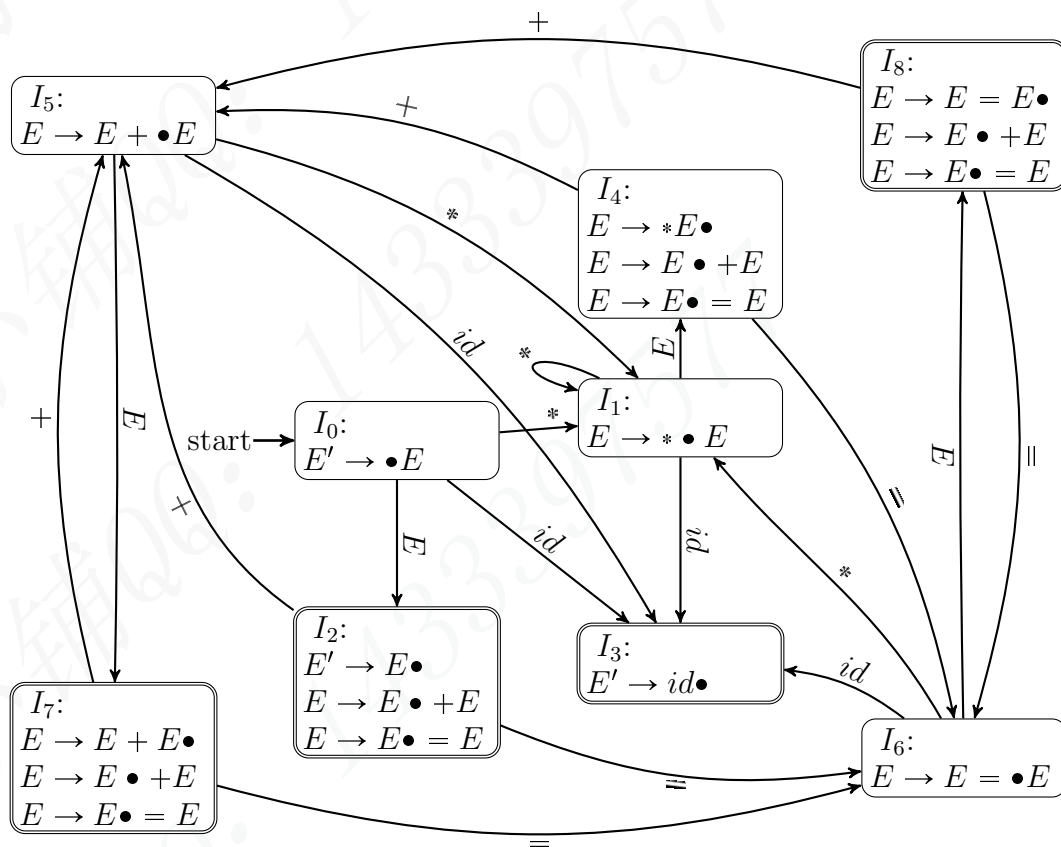 +
I₈:
E → E = E•
E → E • +E
E → E• = E
I₅:
E → E + •E
+
I₄:
E → *E•
E → E • +E
E → E• = E
*
id
E
*
I₁:
E → * • E
*
I₀:
E' → •E
start
+
E
E
=
=
+
E
id
id
*
I₂:
E' → E•
E → E • +E
E → E• = E
I₃:
E' → id•
id
I₇:
E → E + E•
E → E • +E
E → E• = E
I₆:
E → E = •E
=
=